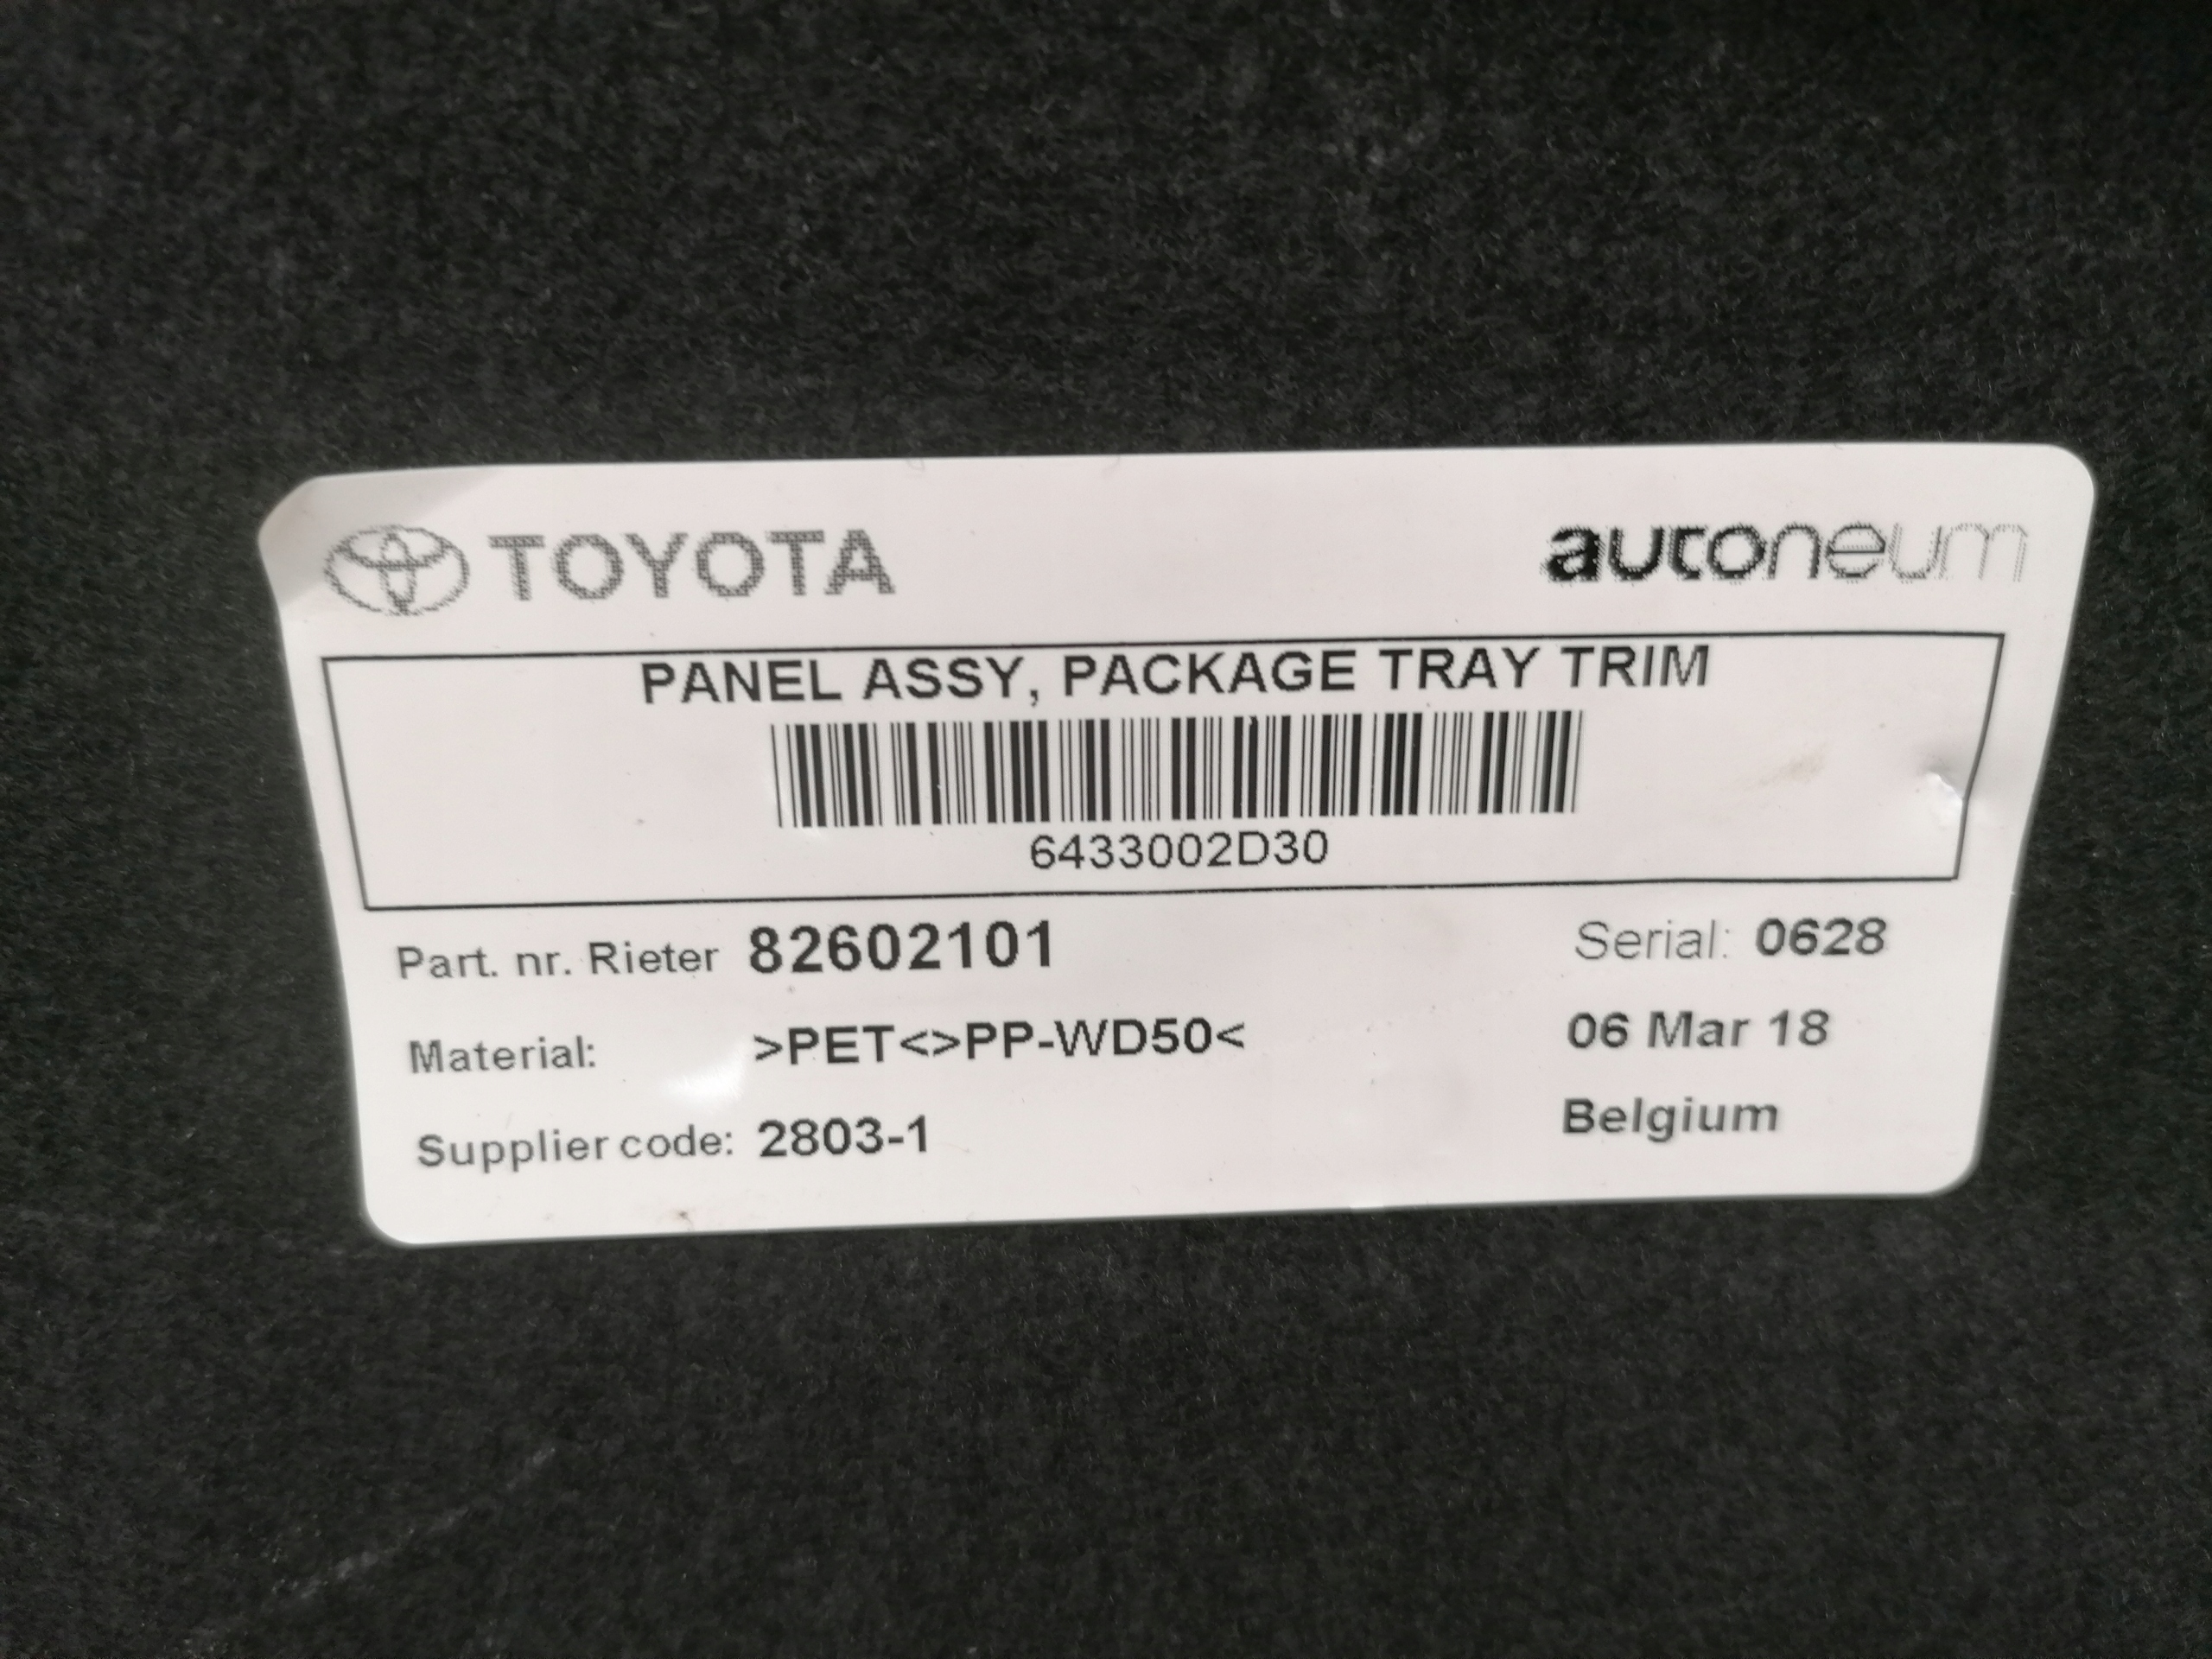 TOYOTA autoneum
PANEL ASSY, PACKAGE TRAY TRIM
6433002D30
Part. nr. Rieter 82602101 Serial: 0628
Material: >PET<>PP-WD50< 06 Mar 18
Supplier code: 2803-1 Belgium